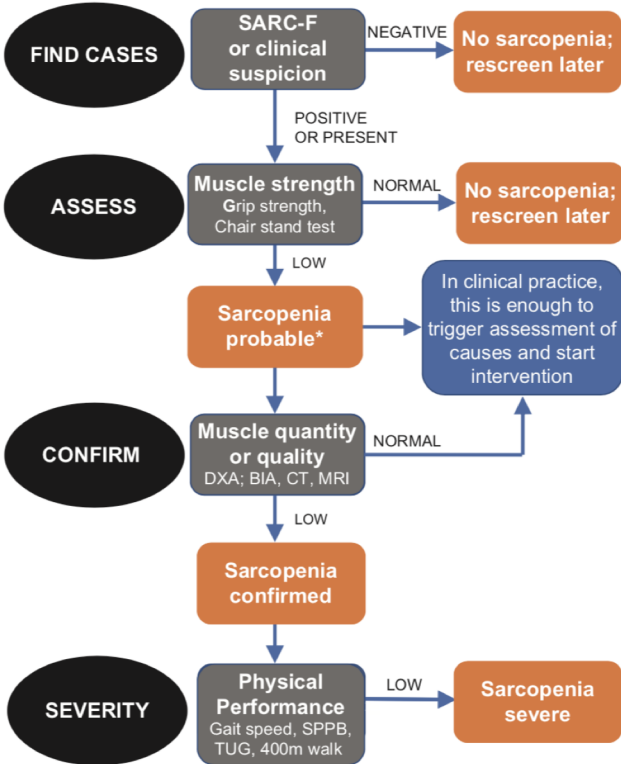 FIND CASES
SARC-F
or clinical
suspicion
NEGATIVE
No sarcopenia;
rescreen later
POSITIVE
OR PRESENT
ASSESS
Muscle strength
Grip strength,
Chair stand test
NORMAL
No sarcopenia;
rescreen later
LOW
Sarcopenia
probable*
In clinical practice,
this is enough to
trigger assessment of
causes and start
intervention
CONFIRM
Muscle quantity
or quality
DXA; BIA, CT, MRI
NORMAL
LOW
Sarcopenia
confirmed
SEVERITY
Physical
Performance
Gait speed, SPPB,
TUG, 400m walk
LOW
Sarcopenia
severe